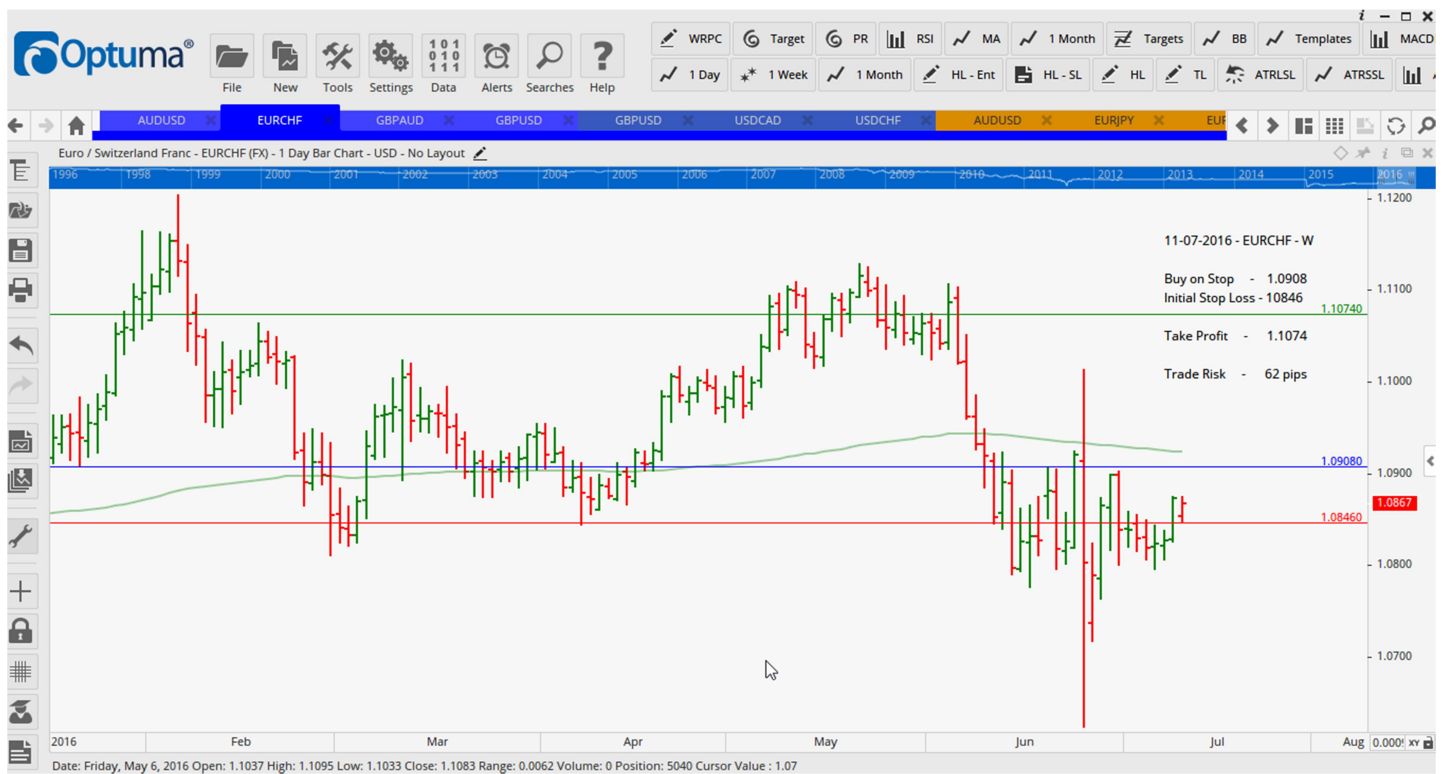 Optuma®
File New Tools Settings Data Alerts Searches Help
101
010
111
WRPC Target PR RSI MA 1 Month Targets BB Templates MACD
1 Day 1 Week 1 Month HL - Ent HL - SL HL TL ATRLSL ATRSSL
AUDUSD EURCHF GBPAUD GBPUSD GBPUSD USDCAD USDCHF AUDUSD EURJPY EUR
Euro / Switzerland Franc - EURCHF (FX) - 1 Day Bar Chart - USD - No Layout
1996 1998 1999 2000 2001 2002 2003 2004 2005 2006 2007 2008 2009 2010 2011 2012 2013 2014 2015 2016
1.1200
11-07-2016 - EURCHF - W
Buy on Stop - 1.0908
1.1100
Initial Stop Loss - 10846
1.10740
Take Profit - 1.1074
Trade Risk - 62 pips
1.1000
1.09080
1.0900
1.0867
1.08460
1.0800
1.0700
2016 Feb Mar Apr May Jun Jul Aug XY
Date: Friday, May 6, 2016 Open: 1.1037 High: 1.1095 Low: 1.1033 Close: 1.1083 Range: 0.0062 Volume: 0 Position: 5040 Cursor Value : 1.07